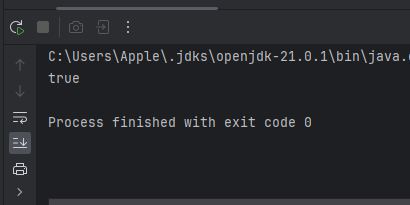 C:\Users\Apple\.jdks\openjdk-21.0.1\bin\java.
true
Process finished with exit code 0